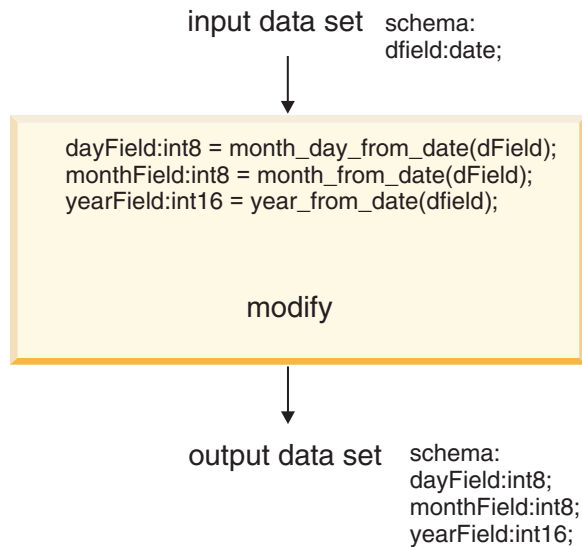 input data set
schema:
dfield:date;
dayField:int8 = month_day_from_date(dField);
monthField:int8 = month_from_date(dField);
yearField:int16 = year_from_date(dfield);
modify
output data set
schema:
dayField:int8;
monthField:int8;
yearField:int16;